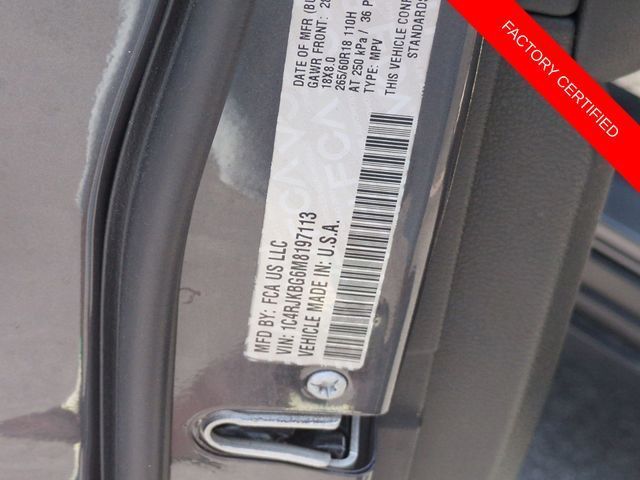 MFD BY: FCA US LLC
VIN: 1C4RJKBG6M8197113
VEHICLE MADE IN: U.S.A.
DATE OF MFR
GAWR FRONT:
18X8.0
265/60R18 110H
AT 250 kPa / 36
TYPE: MPV
THIS VEHICLE
STANDARDS
FACTORY CERTIFIED